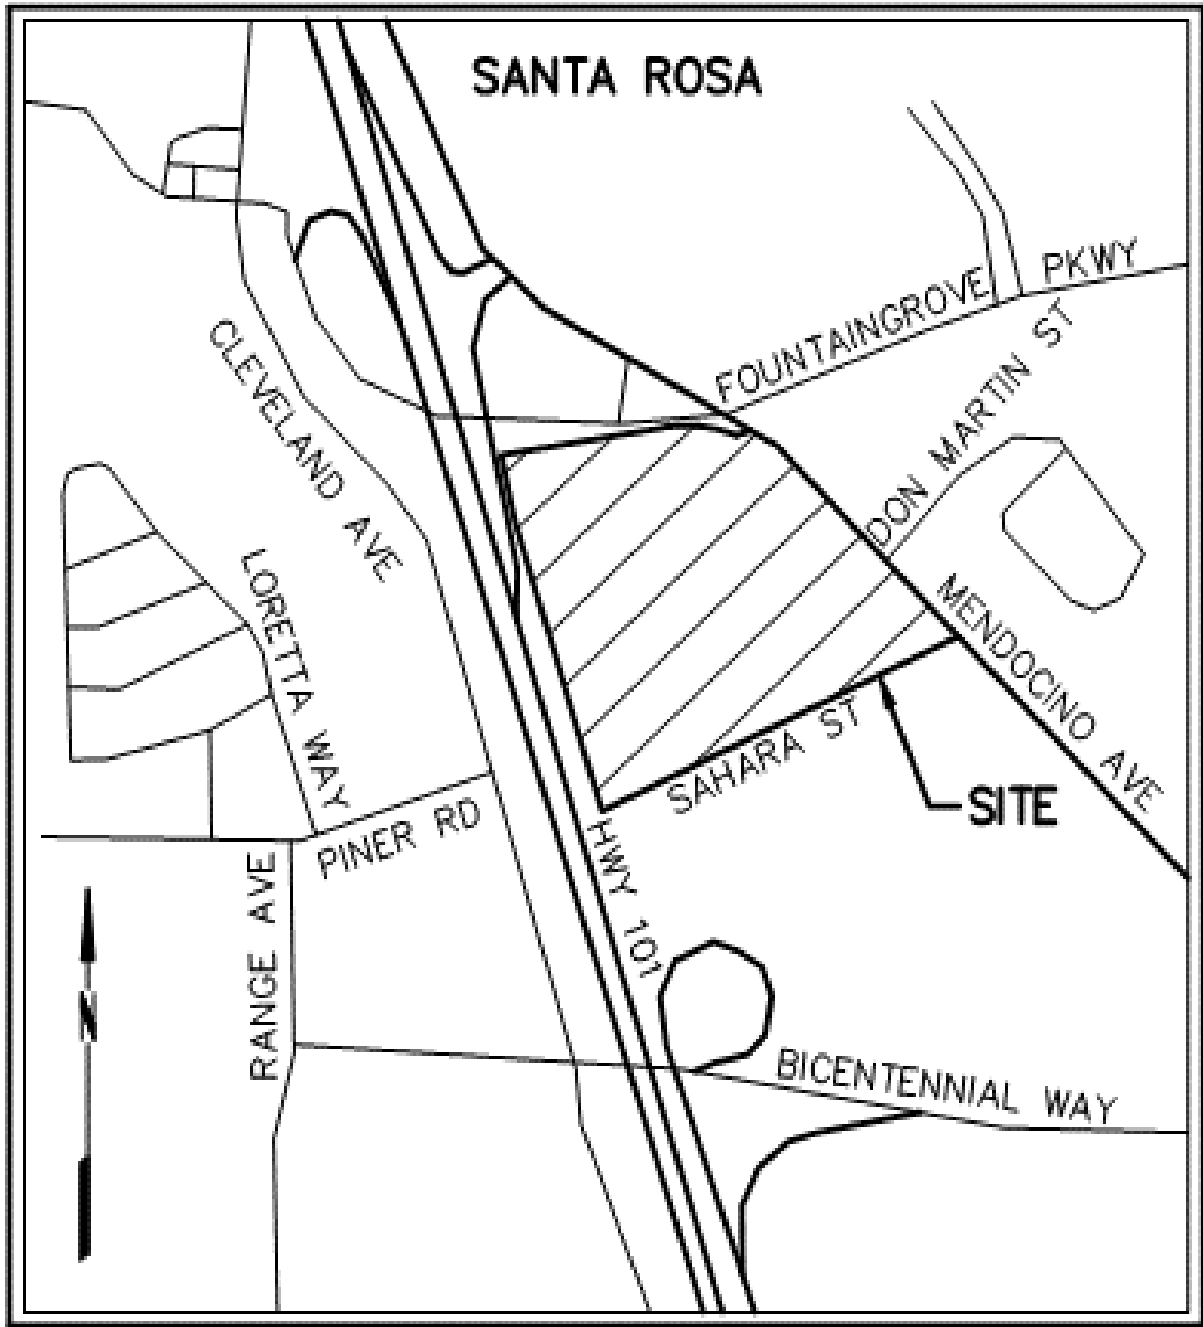 SANTA ROSA
FOUNTAINGROVE PKWY
DON MARTIN ST
CLEVELAND AVE
LORETTA WAY
MENDOCINO AVE
SAHARA ST
SITE
PINER RD
HWY 101
RANGE AVE
N
BICENTENNIAL WAY